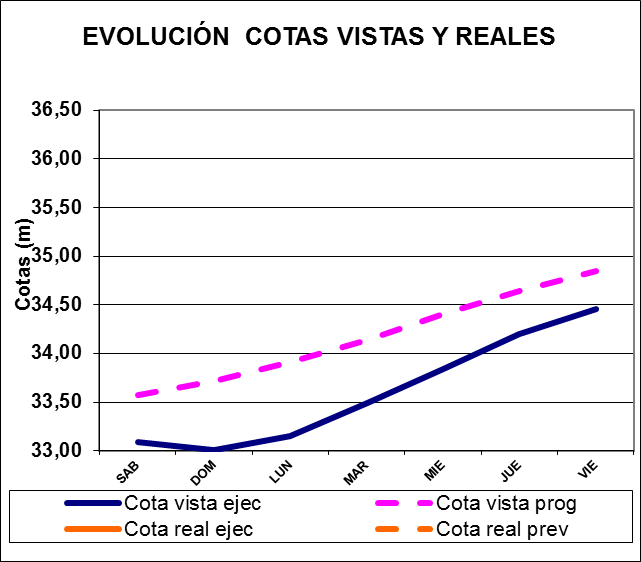 EVOLUCIÓN  COTAS VISTAS Y REALES
36,50
36,00
35,50
35,00
34,50
34,00
33,50
33,00
Cotas (m)
SAB DOM LUN MAR MIE JUE VIE
Cota vista ejec Cota vista prog
Cota real ejec Cota real prev